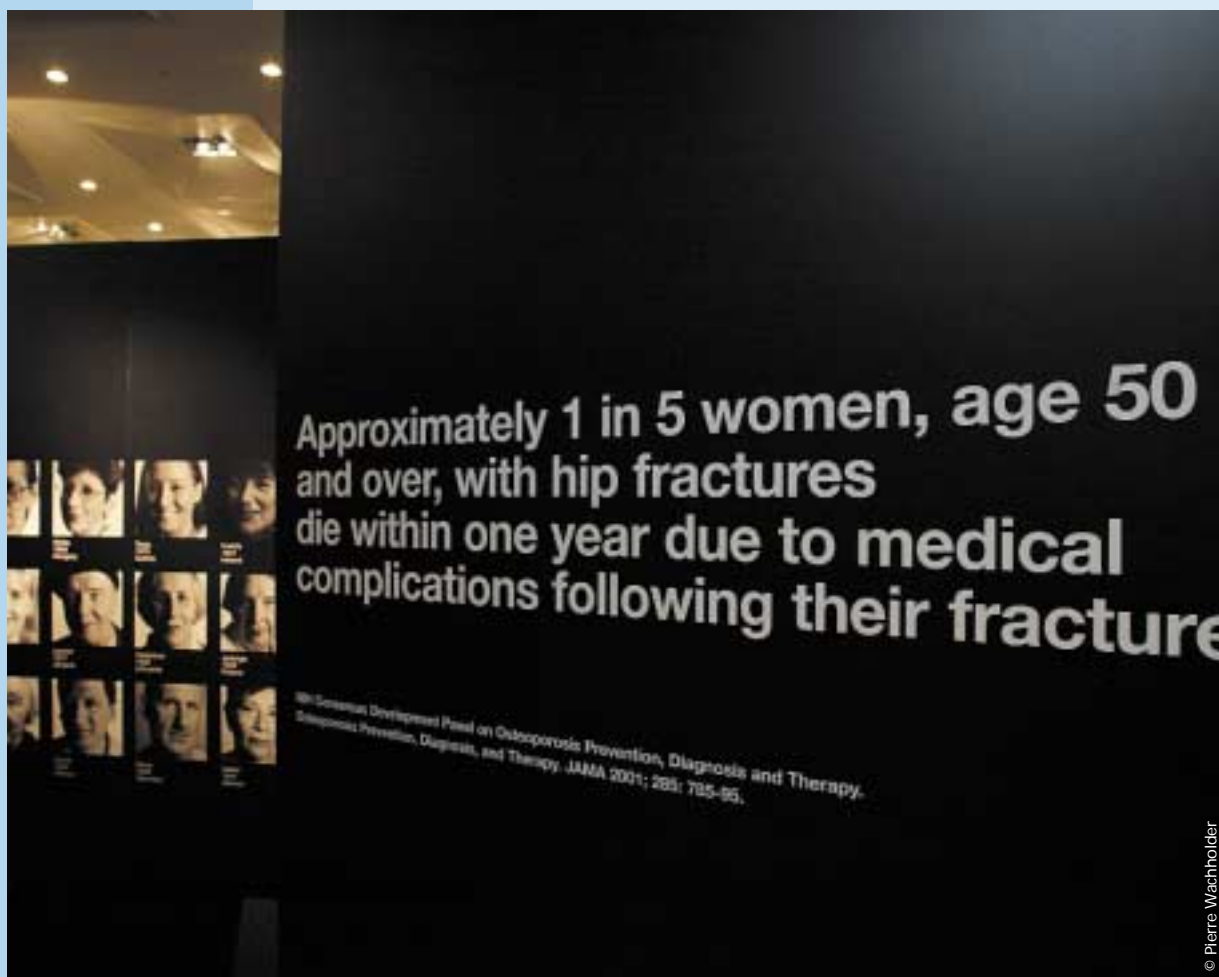 Approximately 1 in 5 women, age 50
and over, with hip fractures
die within one year due to medical
complications following their fracture
NIH Consensus Development Panel on Osteoporosis Prevention, Diagnosis and Therapy.
Osteoporosis Prevention, Diagnosis, and Therapy. JAMA 2001; 285: 785-95.
© Pierre Wachholder